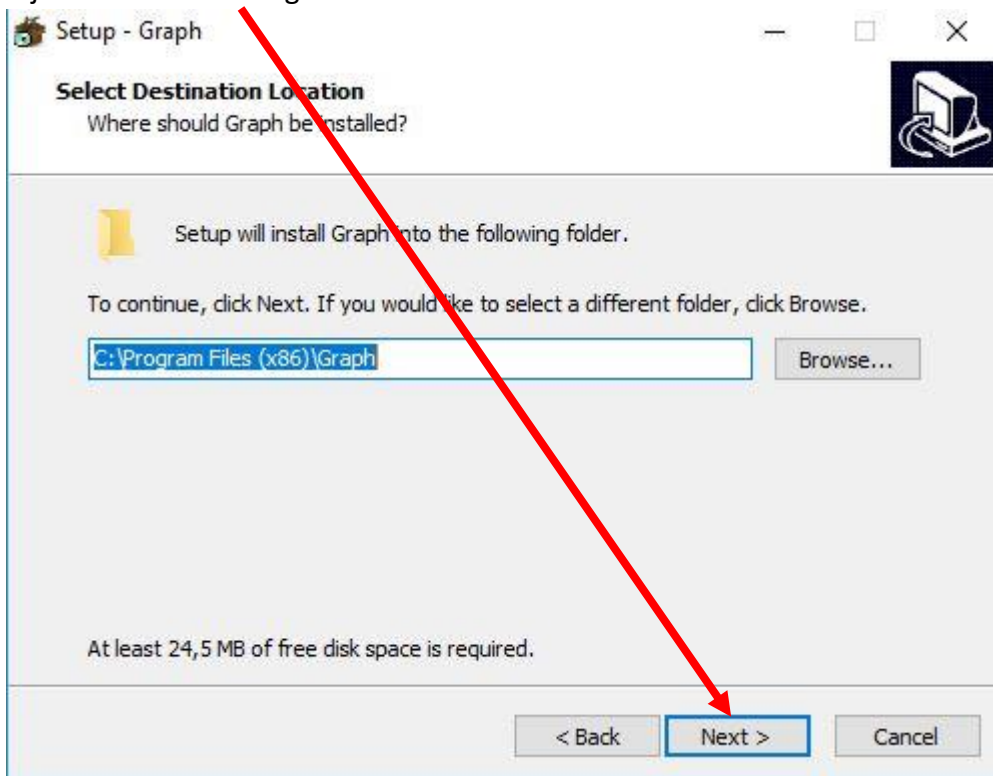 Setup - Graph
Select Destination Location
Where should Graph be installed?
Setup will install Graph into the following folder.
To continue, click Next. If you would like to select a different folder, click Browse.
C:\Program Files (x86)\Graph
Browse...
At least 24,5 MB of free disk space is required.
< Back
Next >
Cancel